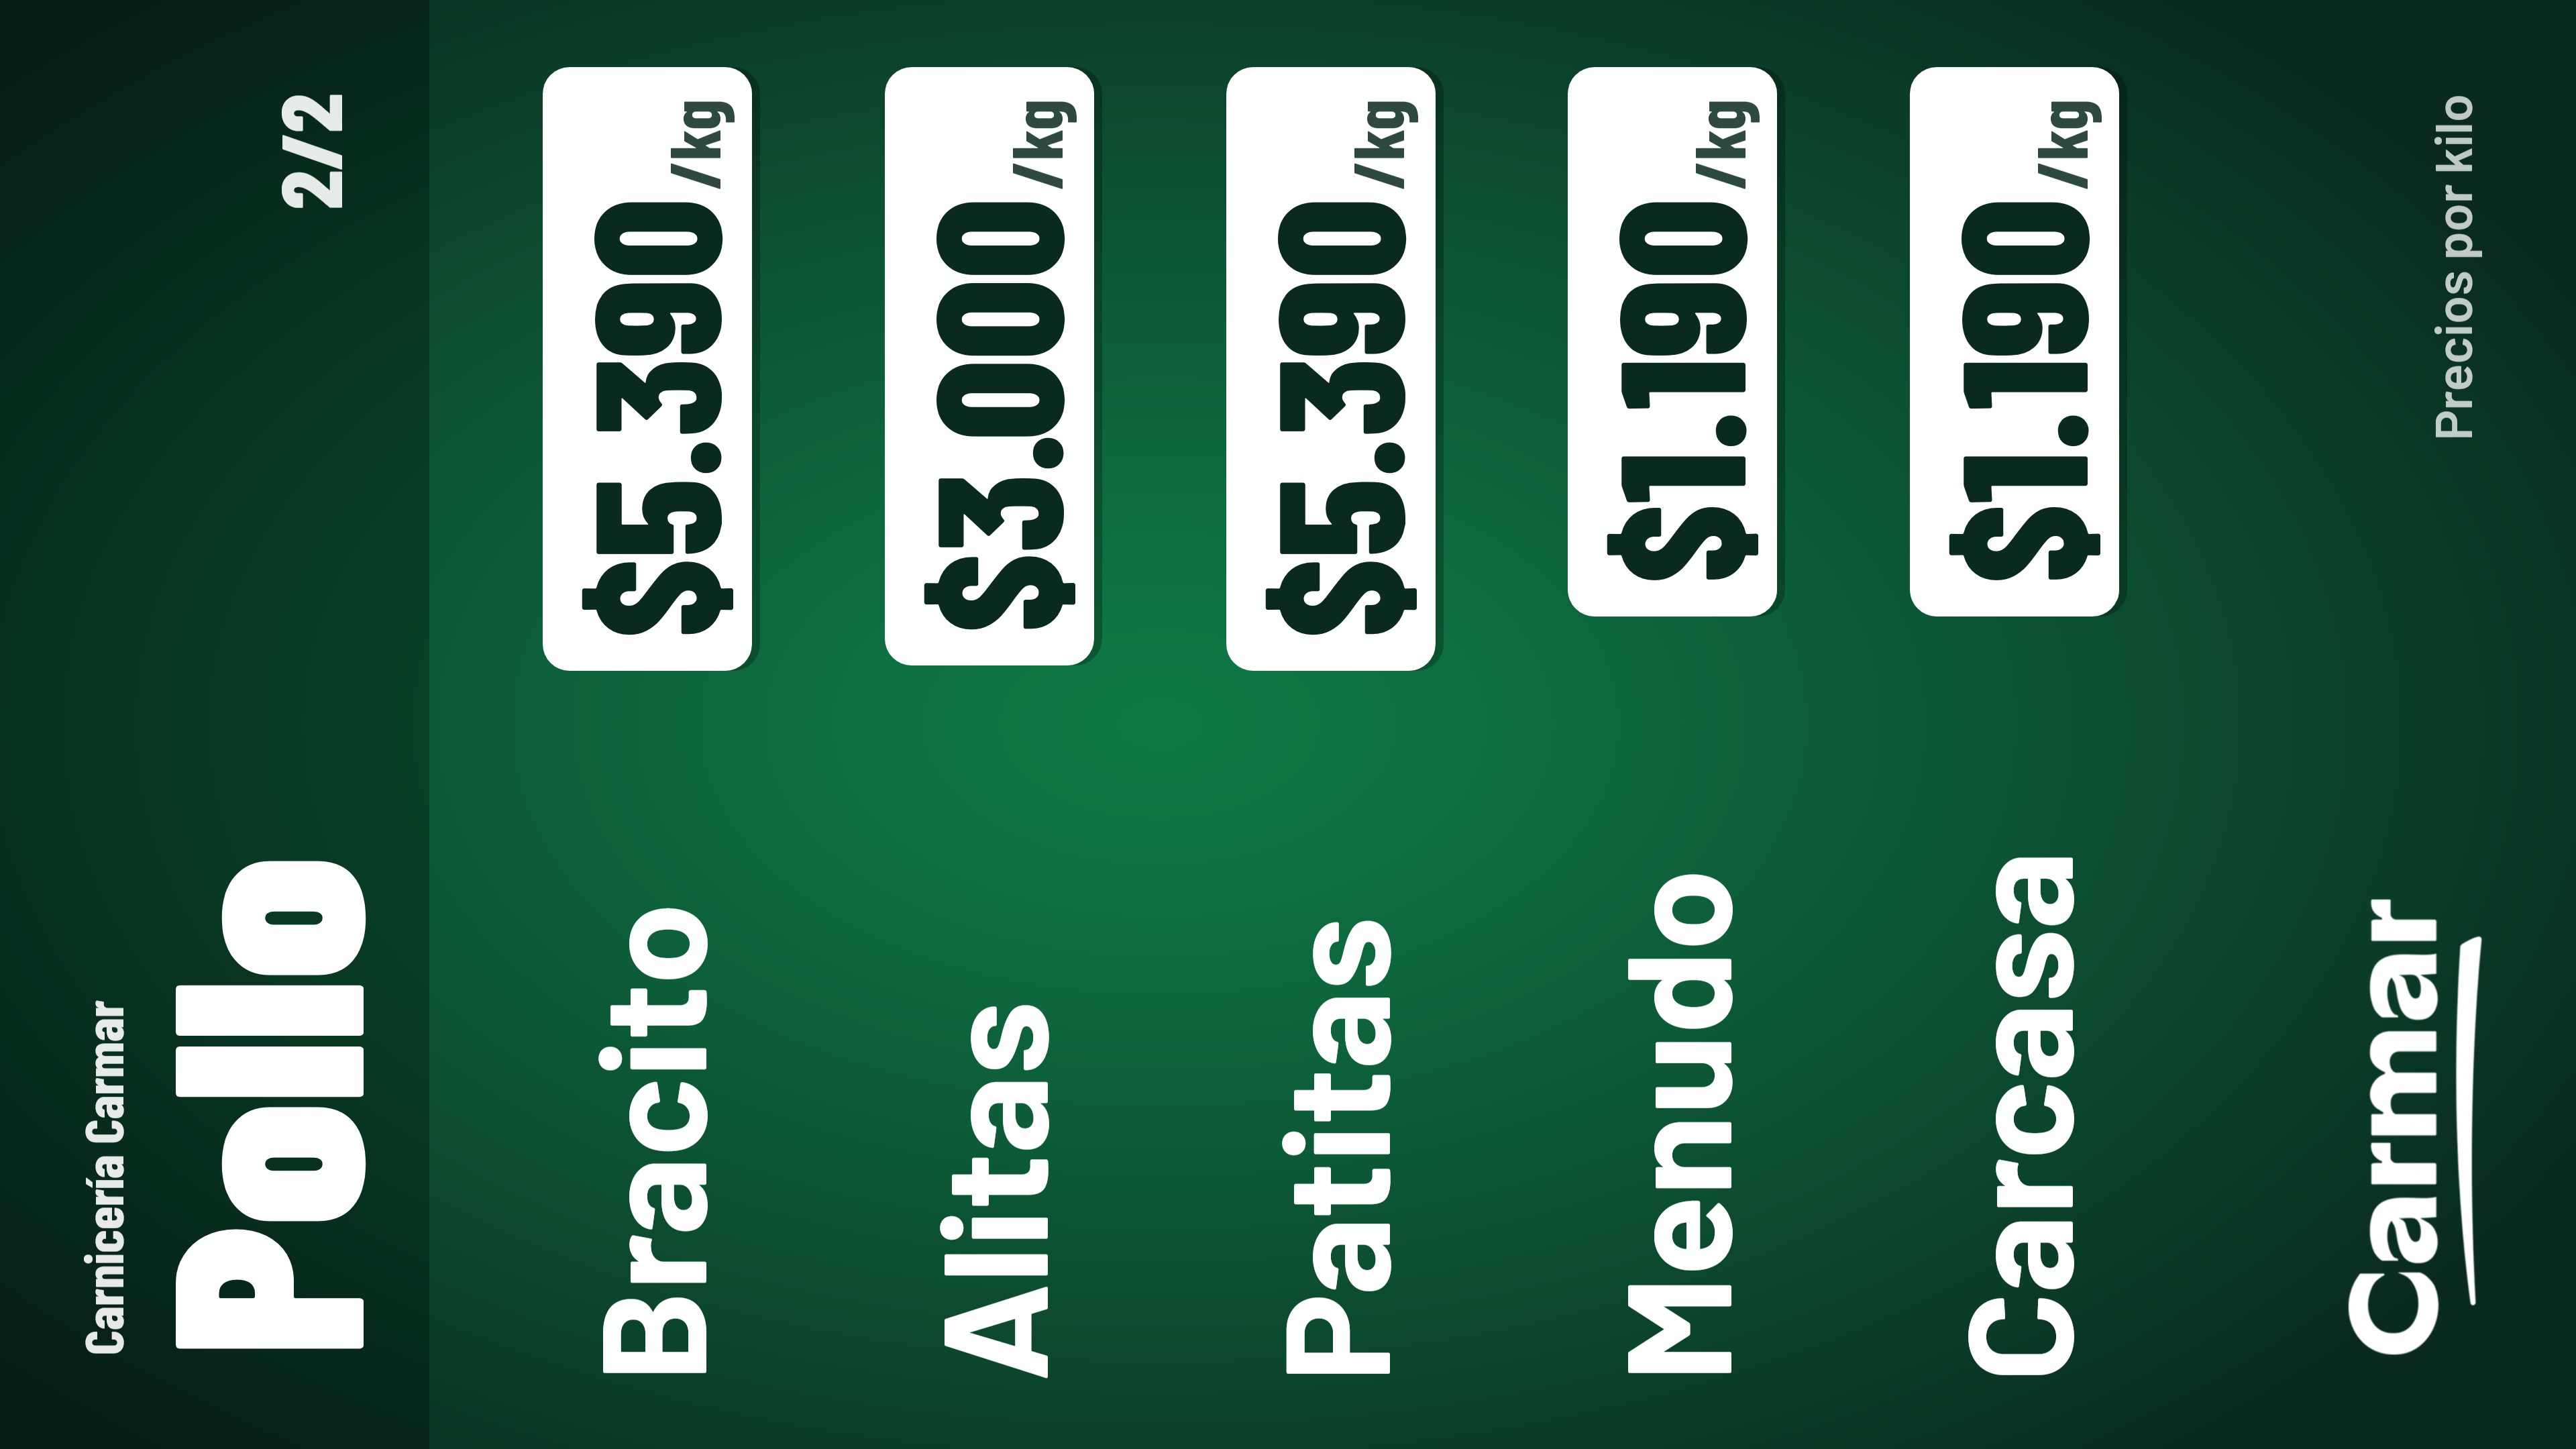 Carnicería Carmar
Pollo 2/2
Bracito $5.390 /kg
Alitas $3.000 /kg
Patitas $5.390 /kg
Menudo $1.190 /kg
Carcasa $1.190 /kg
Carmar Precios por kilo